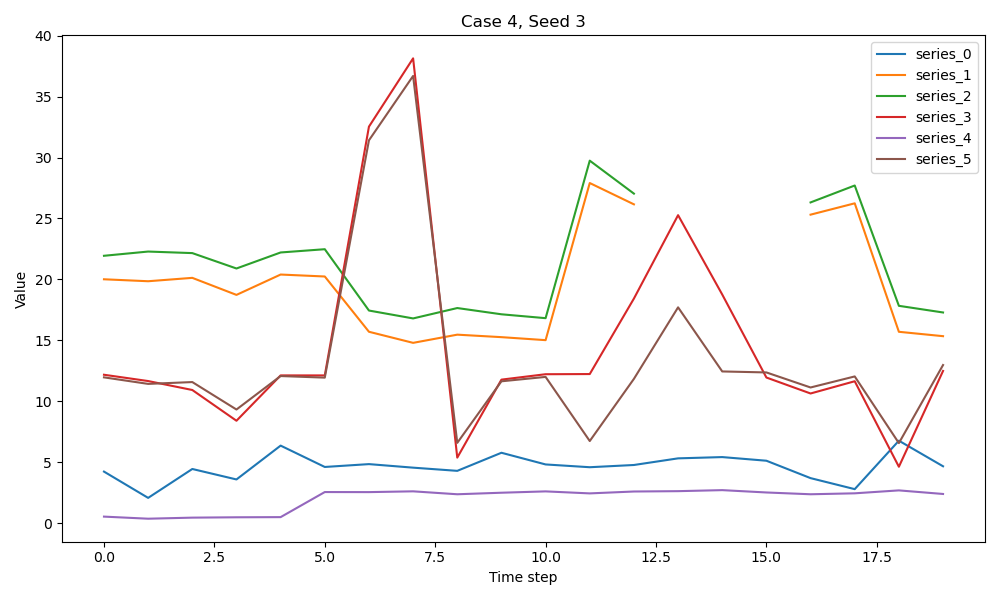 Case 4, Seed 3
Value
40
35
30
25
20
15
10
5
0
series_0
series_1
series_2
series_3
series_4
series_5
0.0 2.5 5.0 7.5 10.0 12.5 15.0 17.5
Time step